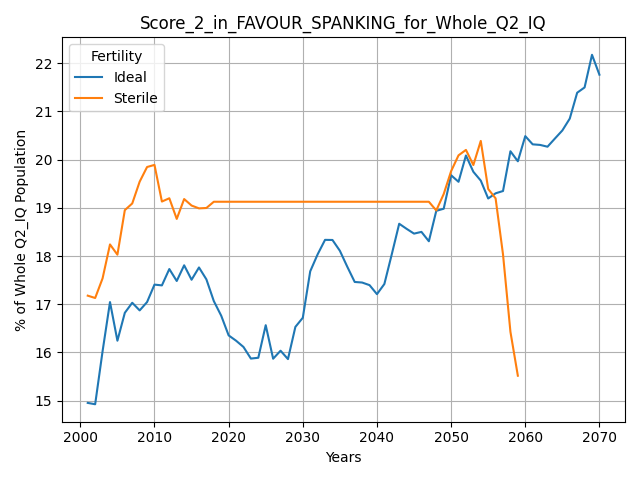 Score_2_in_FAVOUR_SPANKING_for_Whole_Q2_IQ
Fertility
Ideal
Sterile
% of Whole Q2_IQ Population
22
21
20
19
18
17
16
15
2000 2010 2020 2030 2040 2050 2060 2070
Years